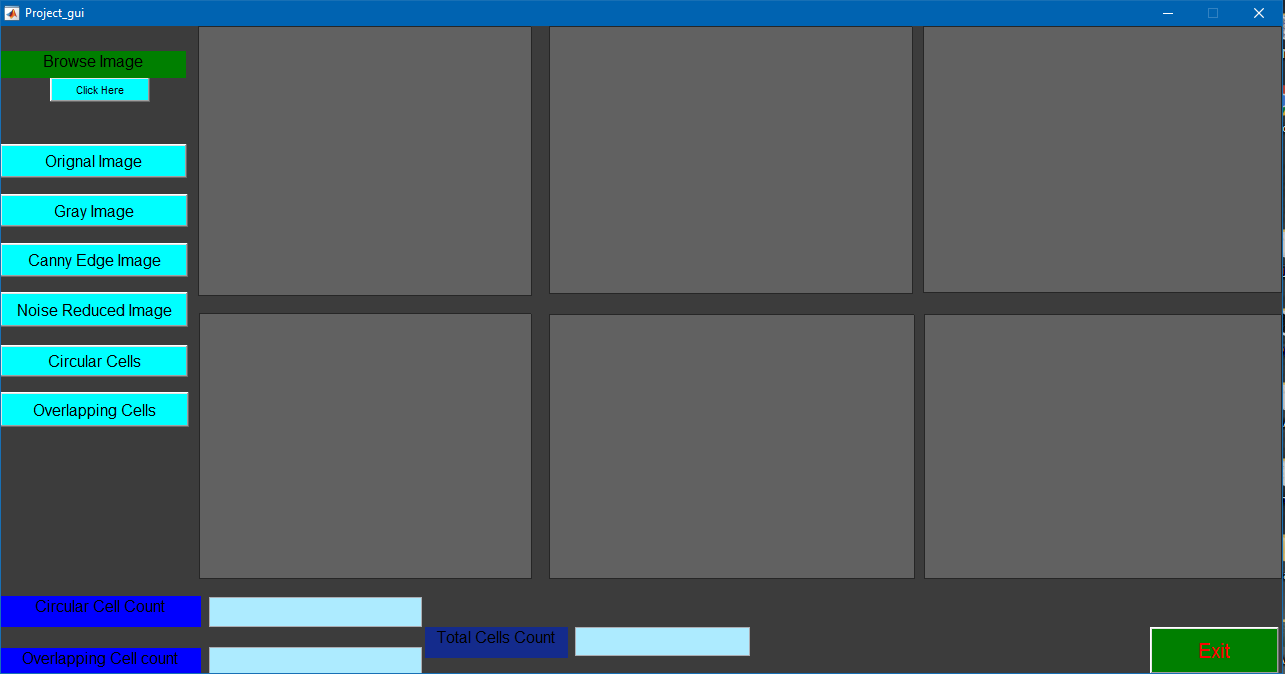 Project_gui
Browse Image
Click Here
Orignal Image
Gray Image
Canny Edge Image
Noise Reduced Image
Circular Cells
Overlapping Cells
Circular Cell Count
Total Cells Count
Overlapping Cell count
Exit